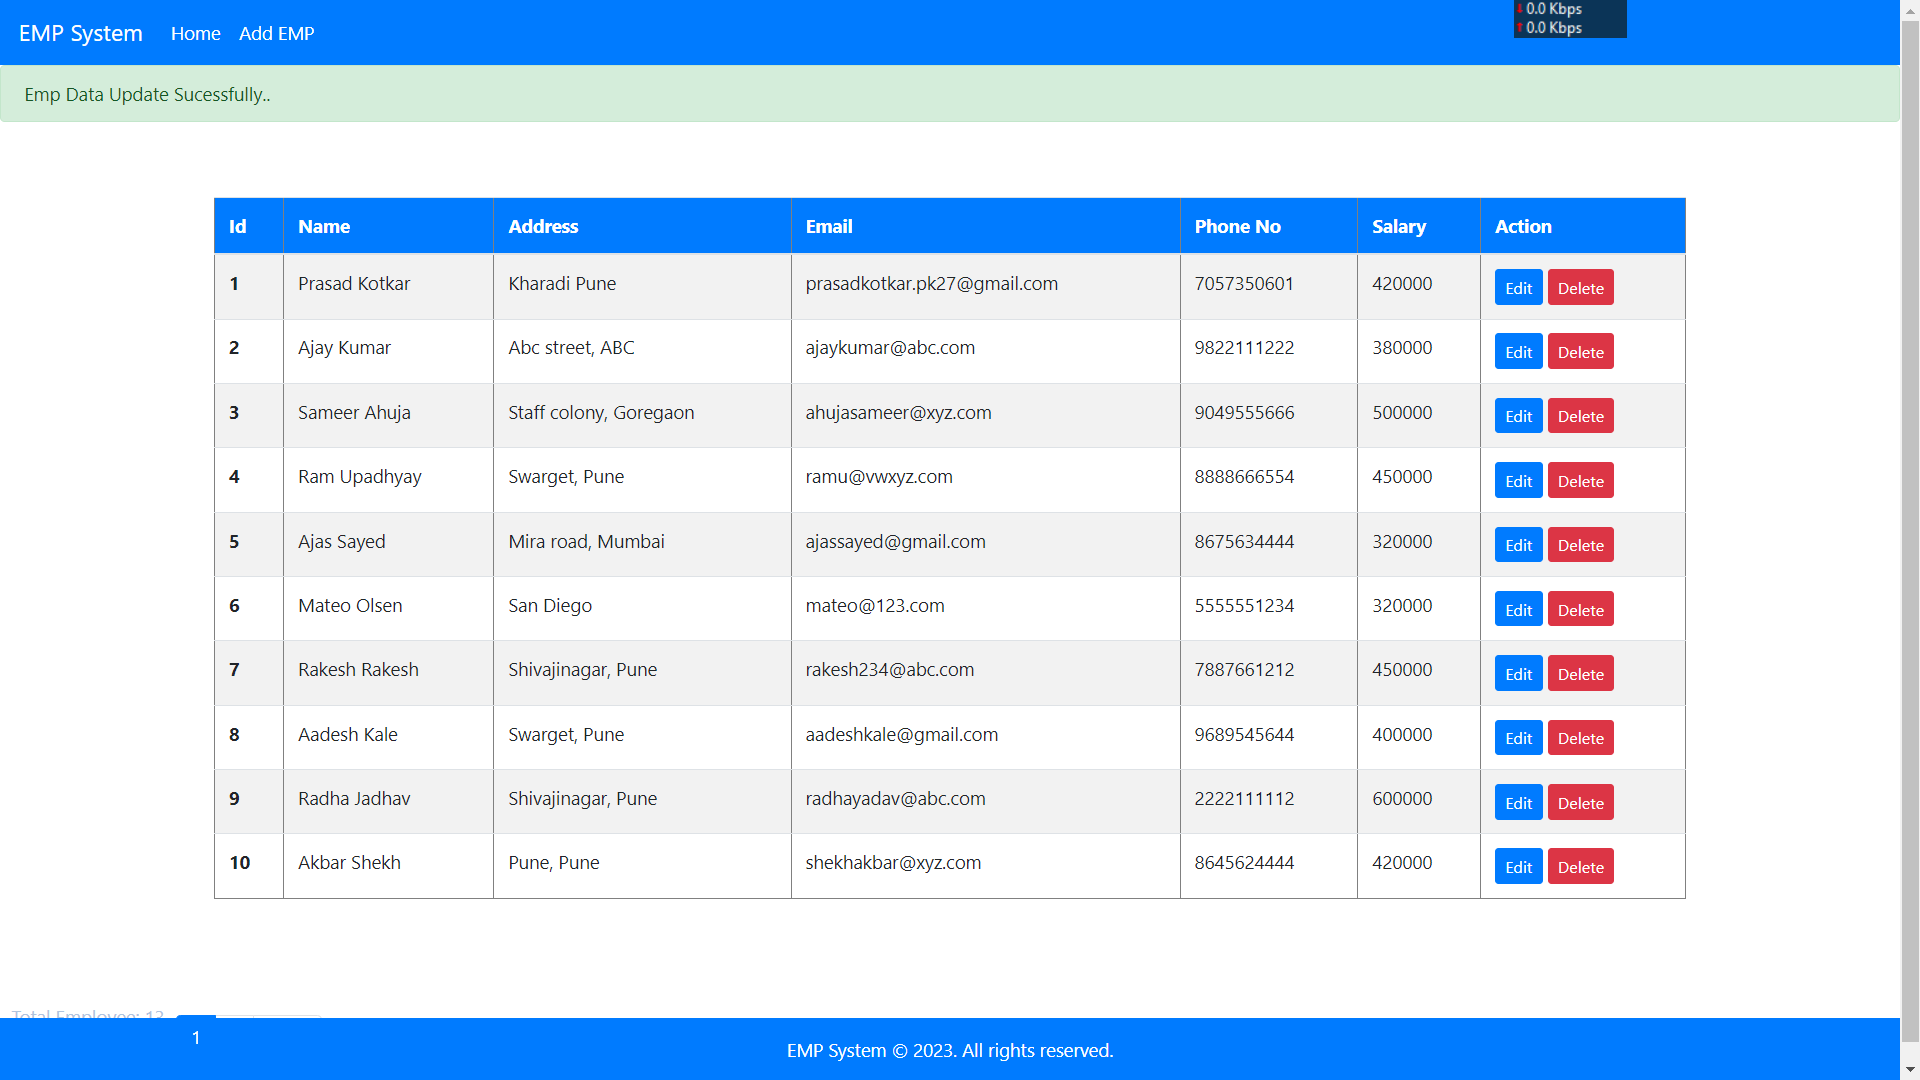 EMP System Home Add EMP
0.0 Kbps
0.0 Kbps
Emp Data Update Sucessfully..
Id Name Address Email Phone No Salary Action
1 Prasad Kotkar Kharadi Pune prasadkotkar.pk27@gmail.com 7057350601 420000 Edit Delete
2 Ajay Kumar Abc street, ABC ajaykumar@abc.com 9822111222 380000 Edit Delete
3 Sameer Ahuja Staff colony, Goregaon ahujasameer@xyz.com 9049555666 500000 Edit Delete
4 Ram Upadhyay Swarget, Pune ramu@vwxyz.com 8888666554 450000 Edit Delete
5 Ajas Sayed Mira road, Mumbai ajassayed@gmail.com 8675634444 320000 Edit Delete
6 Mateo Olsen San Diego mateo@123.com 5555551234 320000 Edit Delete
7 Rakesh Rakesh Shivajinagar, Pune rakesh234@abc.com 7887661212 450000 Edit Delete
8 Aadesh Kale Swarget, Pune aadeshkale@gmail.com 9689545644 400000 Edit Delete
9 Radha Jadhav Shivajinagar, Pune radhayadav@abc.com 2222111112 600000 Edit Delete
10 Akbar Shekh Pune, Pune shekhakbar@xyz.com 8645624444 420000 Edit Delete
Total Employee:
1
EMP System © 2023. All rights reserved.